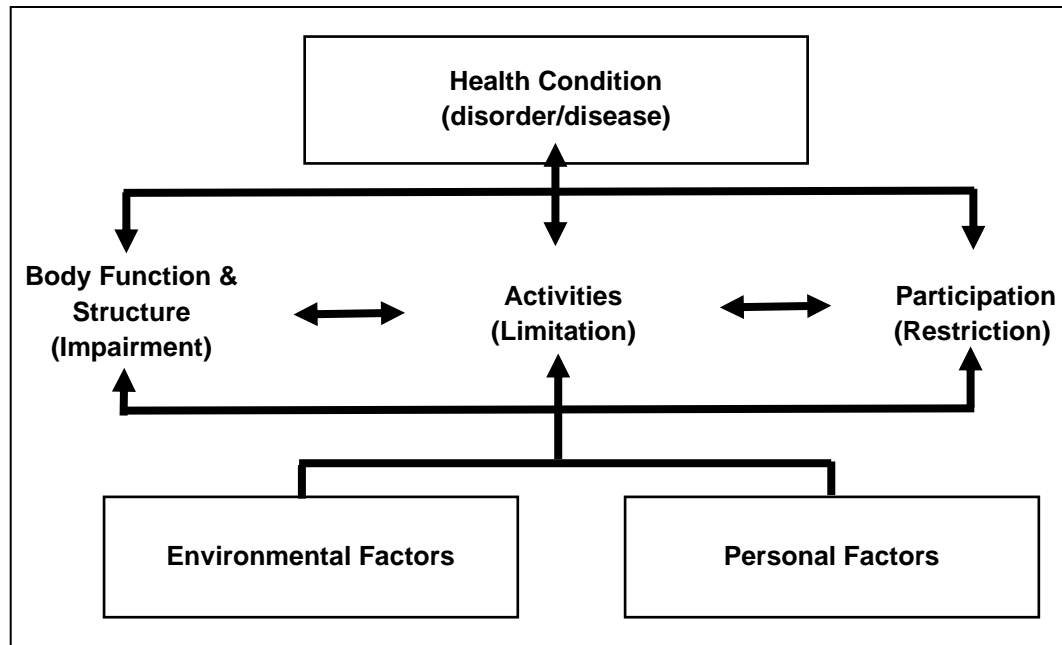 Health Condition
(disorder/disease)
Body Function &
Structure
(Impairment)
Activities
(Limitation)
Participation
(Restriction)
Environmental Factors
Personal Factors